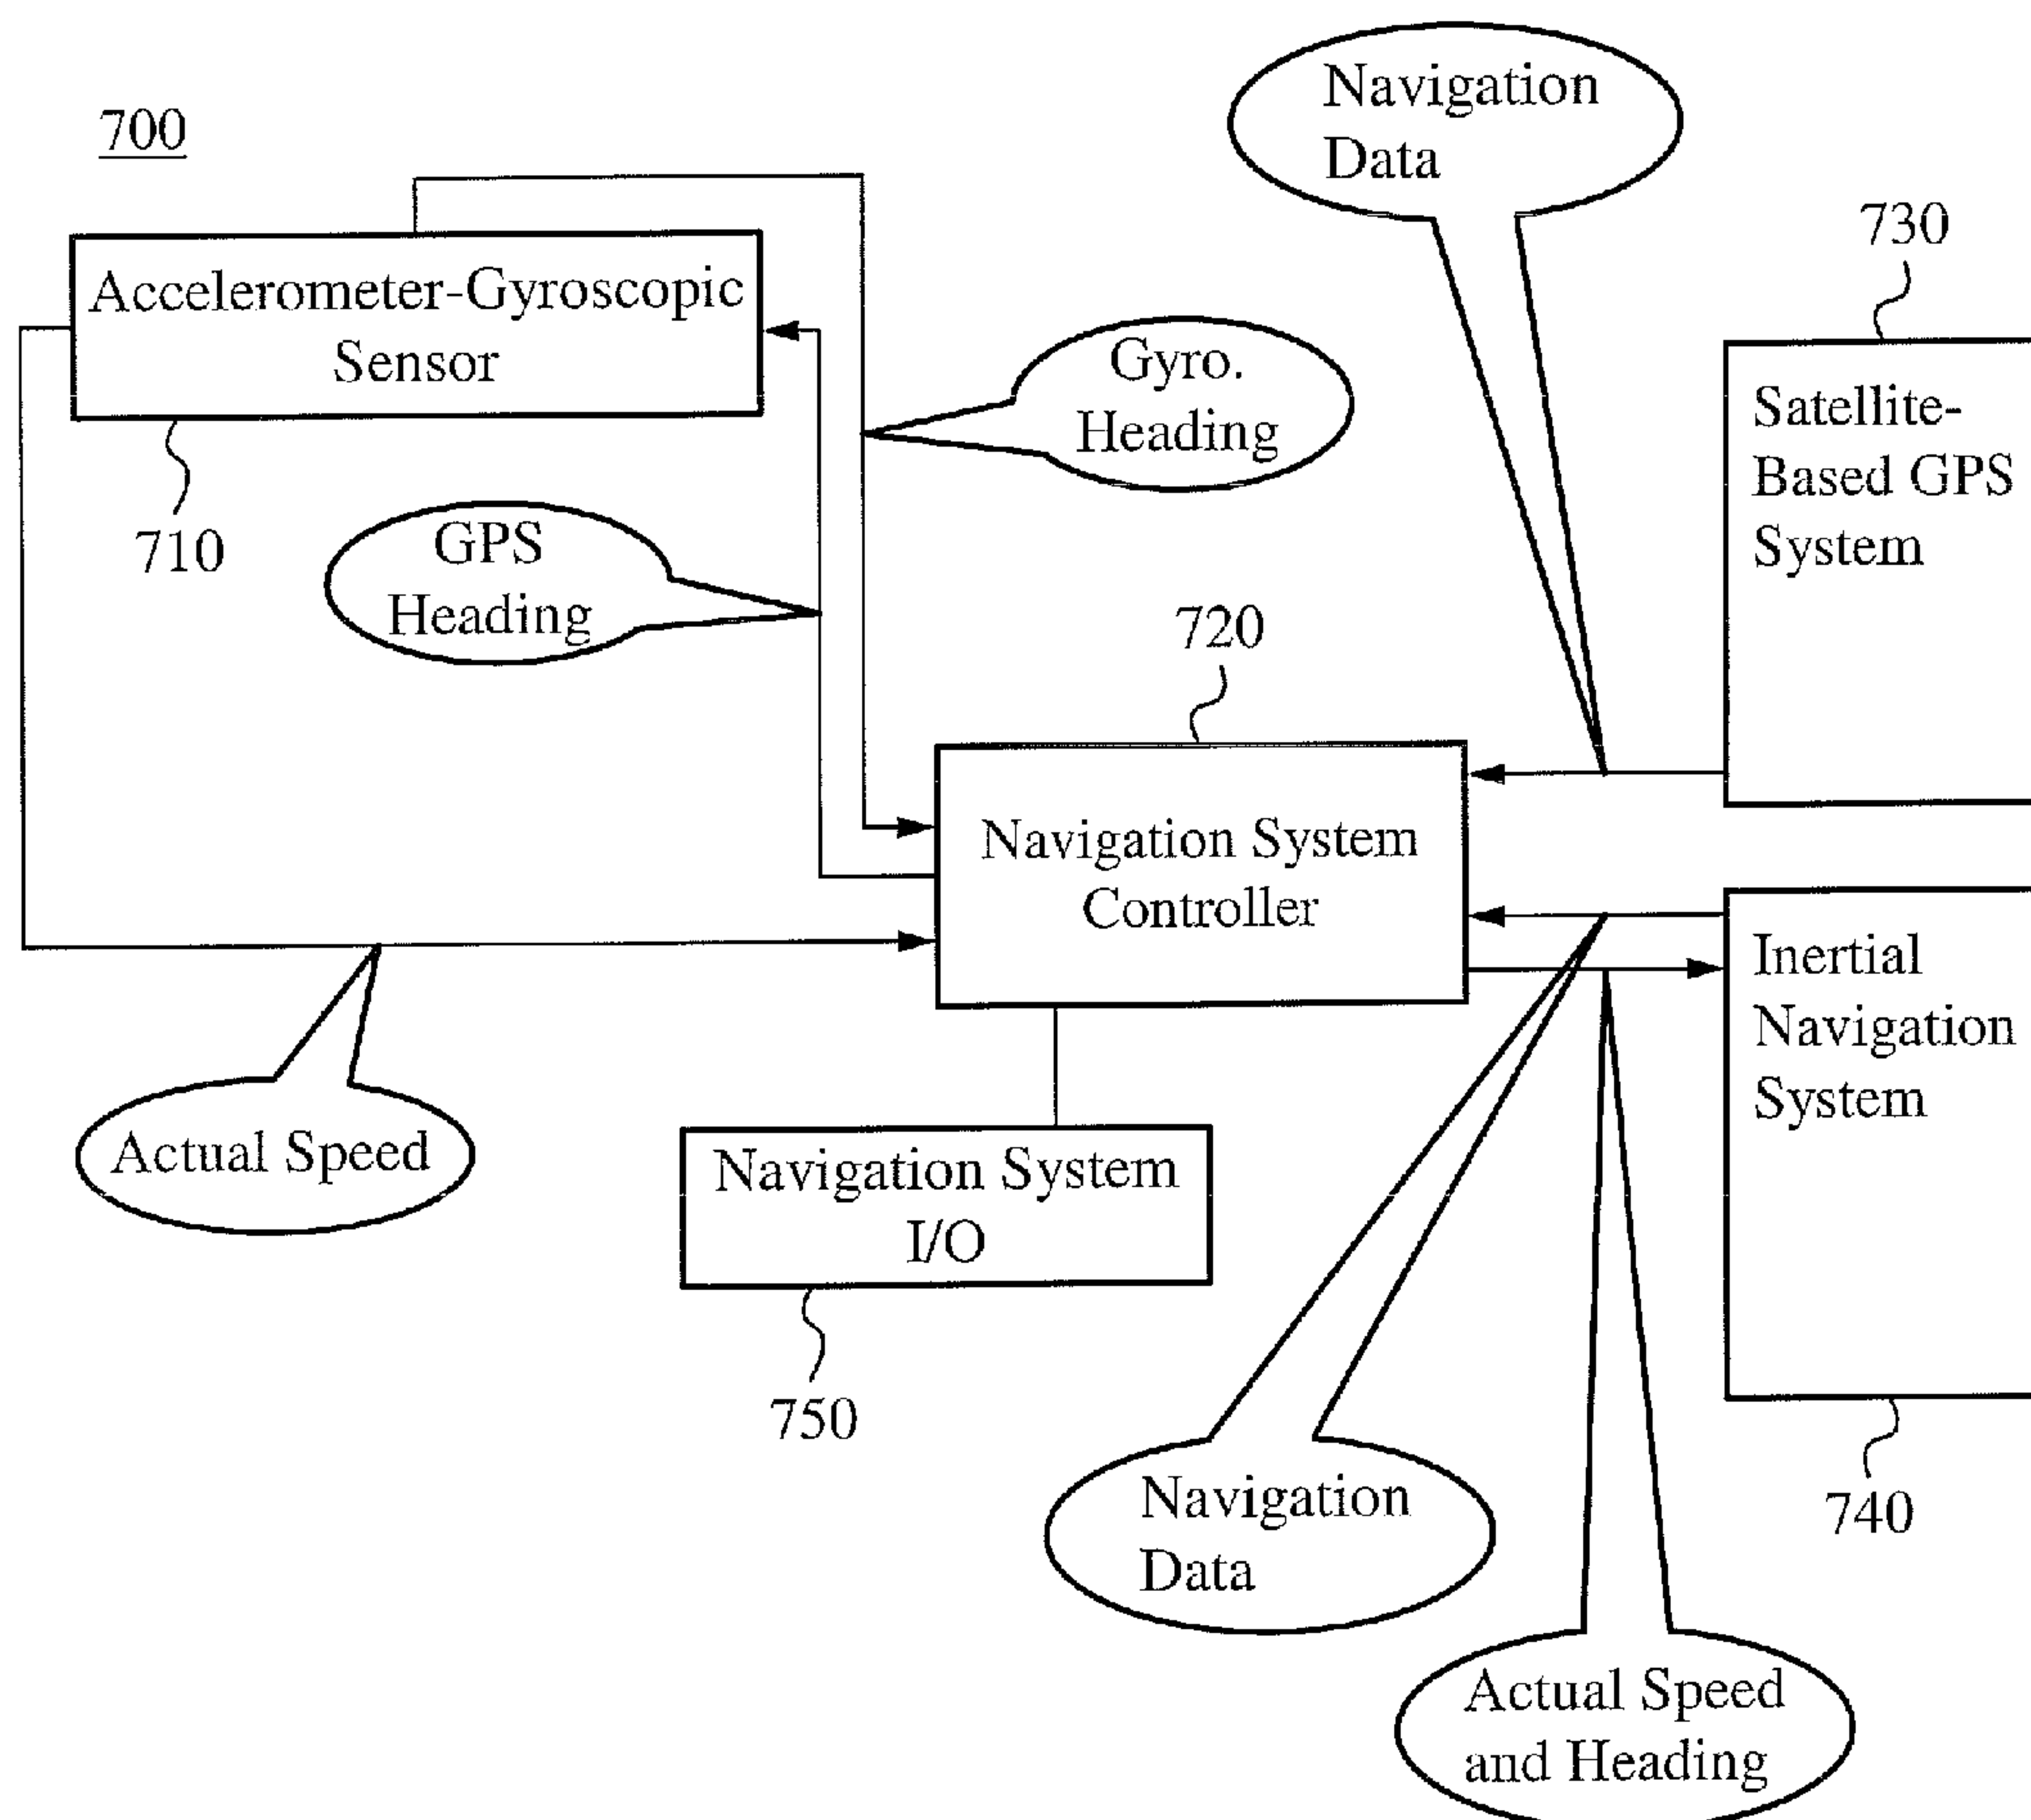 700
Accelerometer-Gyroscopic
Sensor
710
GPS
Heading
Gyro.
Heading
Navigation
Data
730
Satellite-
Based GPS
System
720
Navigation System
Controller
Inertial
Navigation
System
740
Actual Speed
Navigation System
I/O
750
Navigation
Data
Actual Speed
and Heading